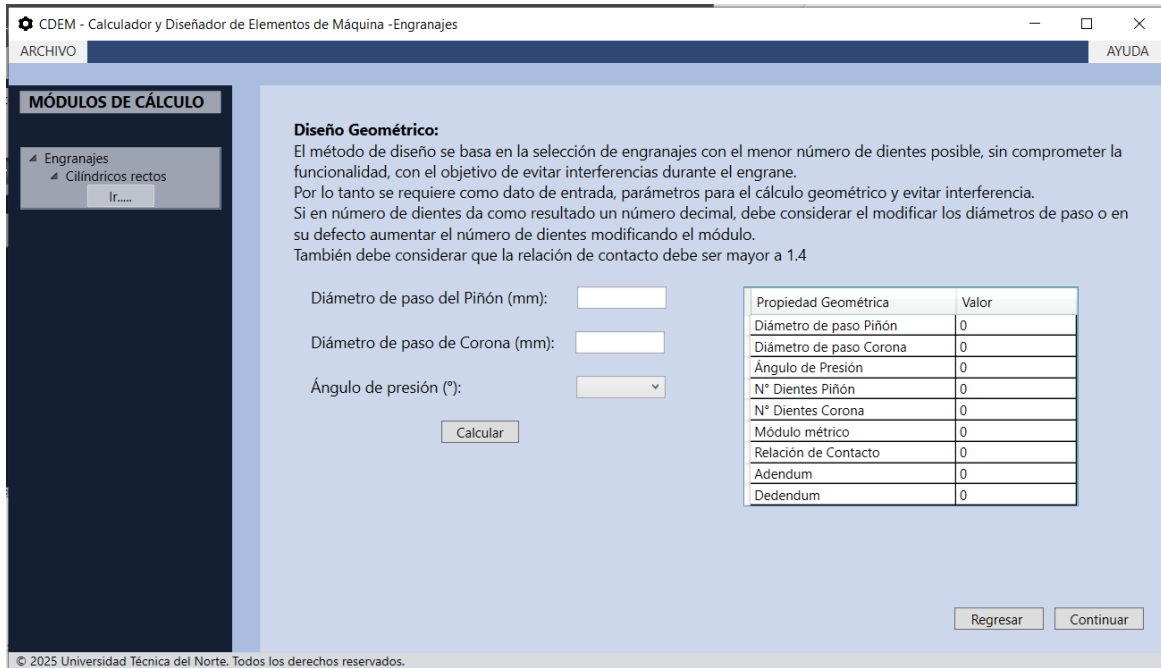 CDEM - Calculador y Diseñador de Elementos de Máquina -Engranajes
ARCHIVO
AYUDA
MÓDULOS DE CÁLCULO
Engranajes
Cilíndricos rectos
Ir.....
Diseño Geométrico:
El método de diseño se basa en la selección de engranajes con el menor número de dientes posible, sin comprometer la
funcionalidad, con el objetivo de evitar interferencias durante el engrane.
Por lo tanto se requiere como dato de entrada, parámetros para el cálculo geométrico y evitar interferencia.
Si en número de dientes da como resultado un número decimal, debe considerar el modificar los diámetros de paso o en
su defecto aumentar el número de dientes modificando el módulo.
También debe considerar que la relación de contacto debe ser mayor a 1.4
Diámetro de paso del Piñón (mm):
Diámetro de paso de Corona (mm):
Ángulo de presión (°):
Calcular
Propiedad Geométrica Valor
Diámetro de paso Piñón 0
Diámetro de paso Corona 0
Ángulo de Presión 0
N° Dientes Piñón 0
N° Dientes Corona 0
Módulo métrico 0
Relación de Contacto 0
Adendum 0
Dedendum 0
Regresar Continuar
© 2025 Universidad Técnica del Norte. Todos los derechos reservados.